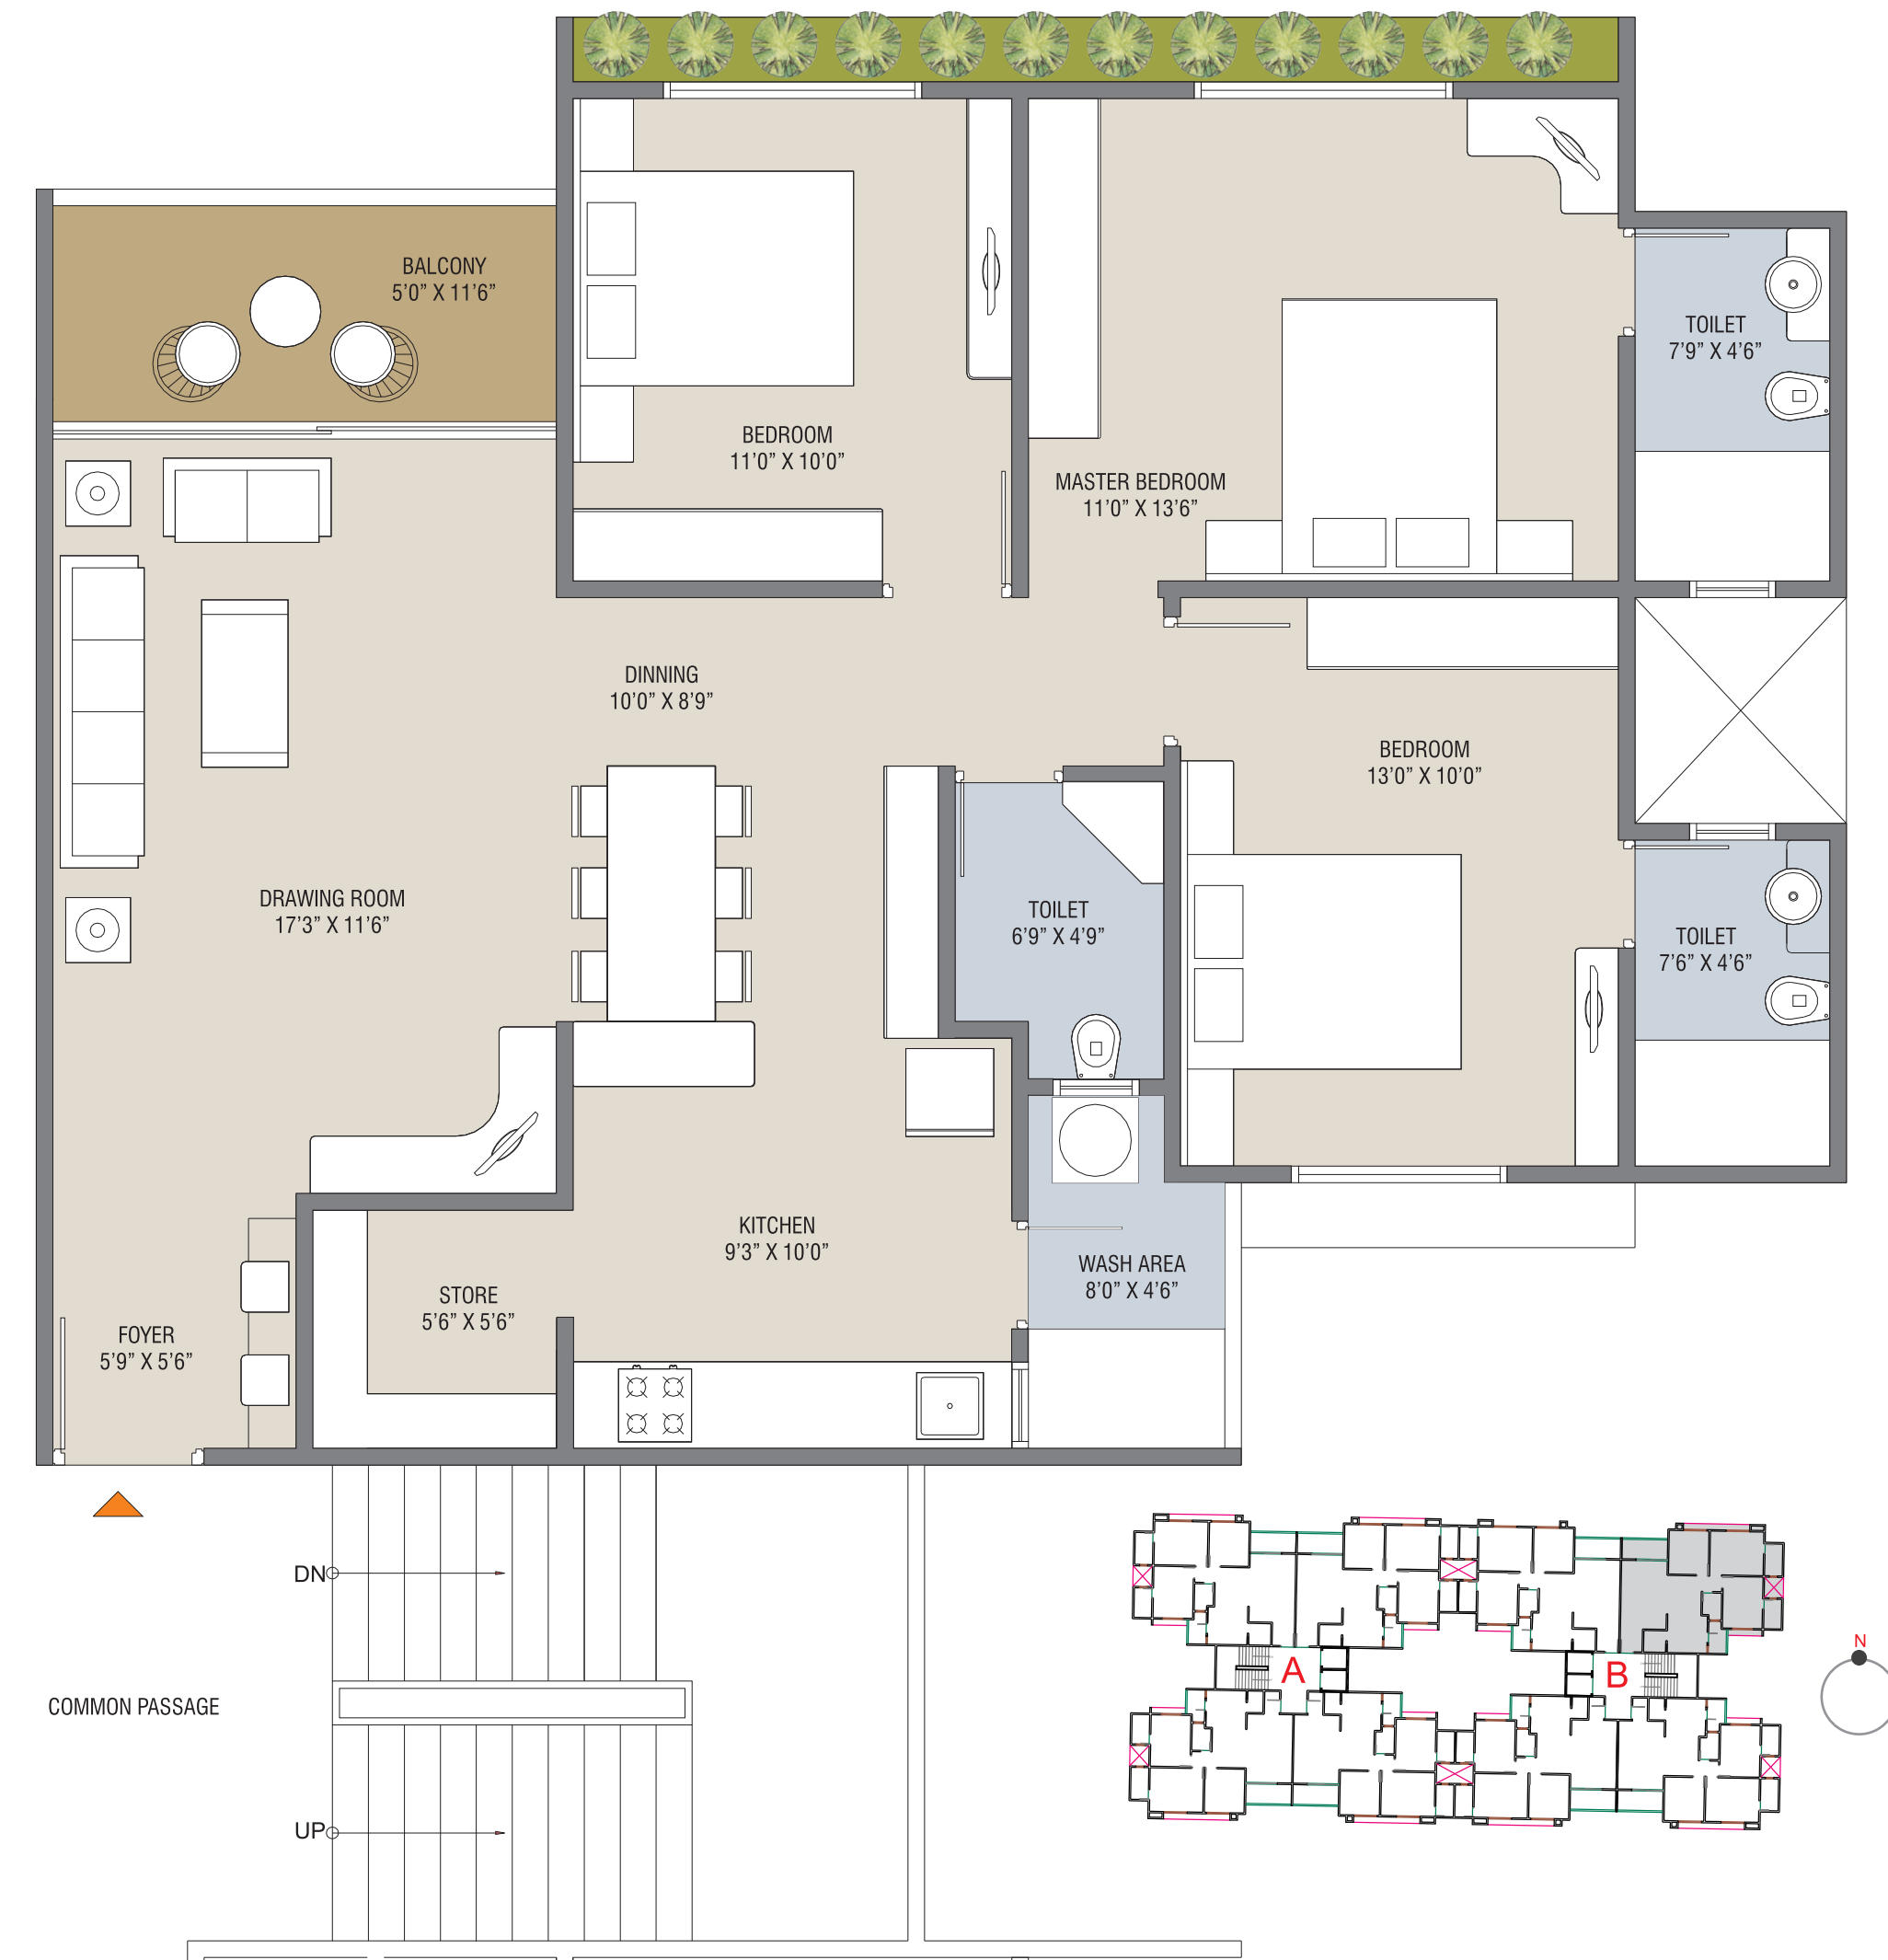 BALCONY
5’0” X 11’6”
BEDROOM
11’0” X 10’0”
MASTER BEDROOM
11’0” X 13’6”
TOILET
7’9” X 4’6”
DINNING
10’0” X 8’9”
BEDROOM
13’0” X 10’0”
DRAWING ROOM
17’3” X 11’6”
TOILET
6’9” X 4’9”
TOILET
7’6” X 4’6”
KITCHEN
9’3” X 10’0”
WASH AREA
8’0” X 4’6”
STORE
5’6” X 5’6”
FOYER
5’9” X 5’6”
DN
COMMON PASSAGE
UP
A
B
N